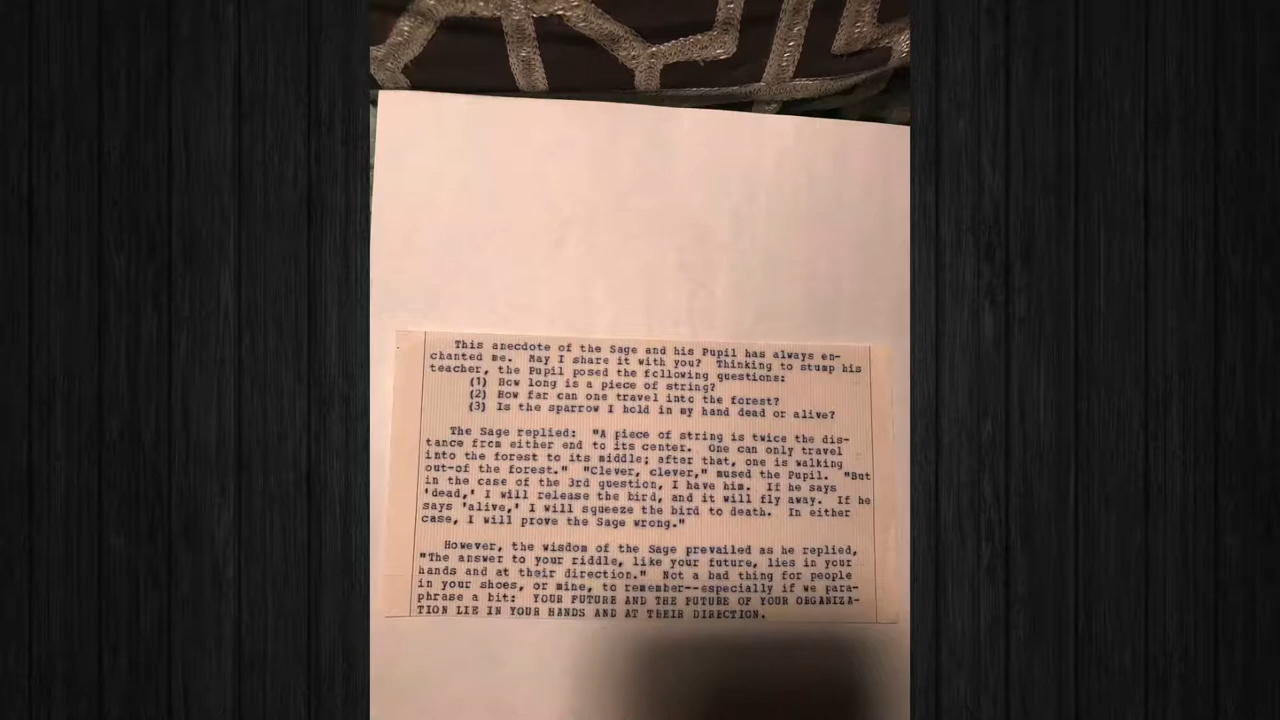 This anecdote of the Sage and his Pupil has always en-
chanted me. May I share it with you? Thinking to stump his
teacher, the Pupil posed the following questions:
(1) How long is a piece of string?
(2) How far can one travel into the forest?
(3) Is the sparrow I hold in my hand dead or alive?
The Sage replied: "A piece of string is twice the dis-
tance from either end to its center. One can only travel
into the forest to its middle; after that, one is walking
out-of the forest." "Clever, clever," mused the Pupil. "But
in the case of the 3rd question, I have him. If he says
'dead,' I will release the bird, and it will fly away. If he
says 'alive,' I will squeeze the bird to death. In either
case, I will prove the Sage wrong."
However, the wisdom of the Sage prevailed as he replied,
"The answer to your riddle, like your future, lies in your
hands and at their direction." Not a bad thing for people
in your shoes, or mine, to remember--especially if we para-
phrase a bit: YOUR FUTURE AND THE FUTURE OF YOUR ORGANIZA-
TION LIE IN YOUR HANDS AND AT THEIR DIRECTION.